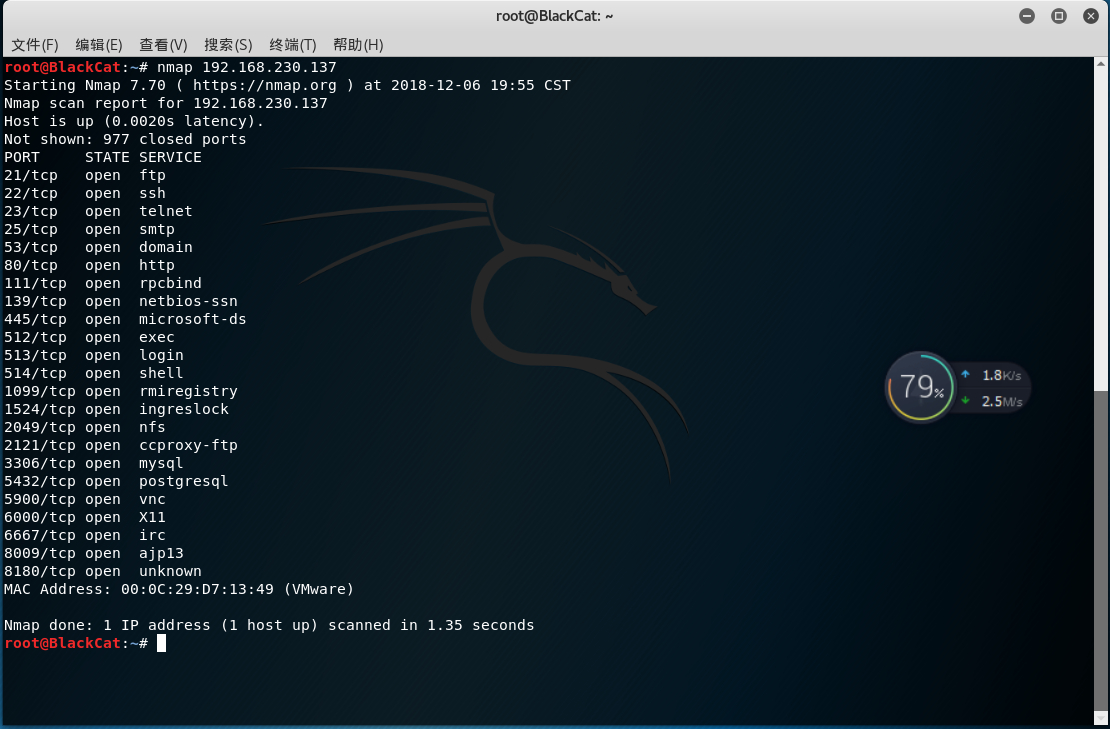 root@BlackCat: ~
文件(F) 编辑(E) 查看(V) 搜索(S) 终端(T) 帮助(H)
root@BlackCat:~# nmap 192.168.230.137
Starting Nmap 7.70 ( https://nmap.org ) at 2018-12-06 19:55 CST
Nmap scan report for 192.168.230.137
Host is up (0.0020s latency).
Not shown: 977 closed ports
PORT     STATE SERVICE
21/tcp   open  ftp
22/tcp   open  ssh
23/tcp   open  telnet
25/tcp   open  smtp
53/tcp   open  domain
80/tcp   open  http
111/tcp  open  rpcbind
139/tcp  open  netbios-ssn
445/tcp  open  microsoft-ds
512/tcp  open  exec
513/tcp  open  login
514/tcp  open  shell
1099/tcp open  rmiregistry
1524/tcp open  ingreslock
2049/tcp open  nfs
2121/tcp open  ccproxy-ftp
3306/tcp open  mysql
5432/tcp open  postgresql
5900/tcp open  vnc
6000/tcp open  X11
6667/tcp open  irc
8009/tcp open  ajp13
8180/tcp open  unknown
MAC Address: 00:0C:29:D7:13:49 (VMware)
Nmap done: 1 IP address (1 host up) scanned in 1.35 seconds
root@BlackCat:~#
79%
1.8K/s
2.5M/s